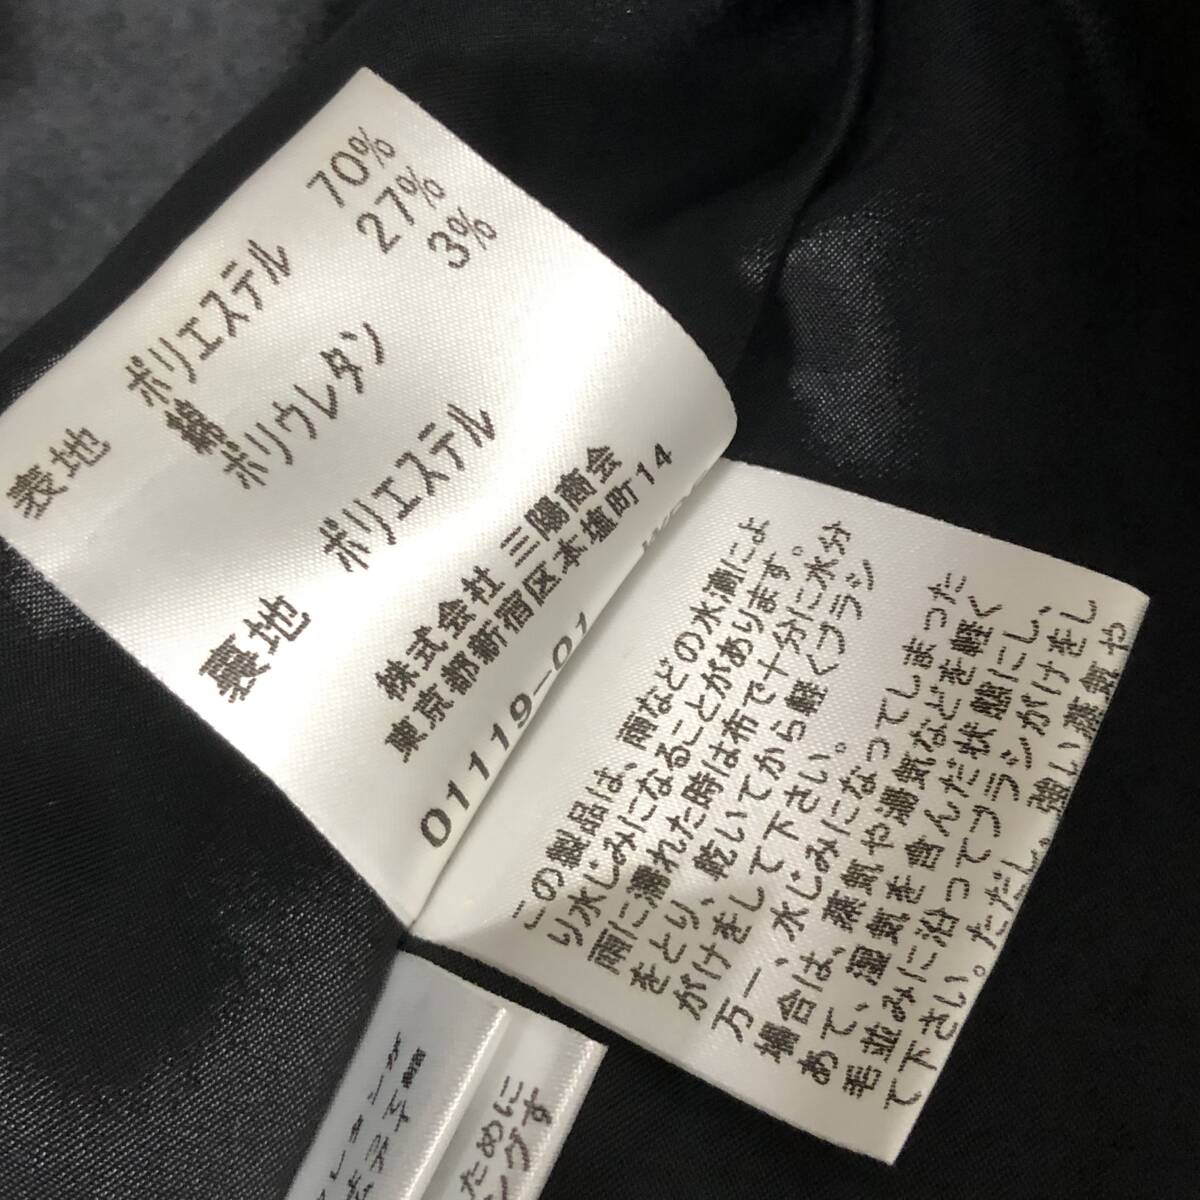 表地
ポリエステル 70%
綿 27%
ポリウレタン 3%
裏地
ポリエステル
株式会社 三陽商会
東京都新宿区本塩町14
01119-01
この製品は、雨などの水滴によ
り水じみになることがあります。
雨に濡れた時は布で十分に水分
をとり、乾いてから軽くブラシ
がけをして下さい。
万一、水じみになってしまった
場合は、蒸気や湯気などを軽く
あて、湿気を含んだ状態にし、
毛並みに沿ってブラシがけをし
て下さい。ただし。強い蒸気や
ために
ングす